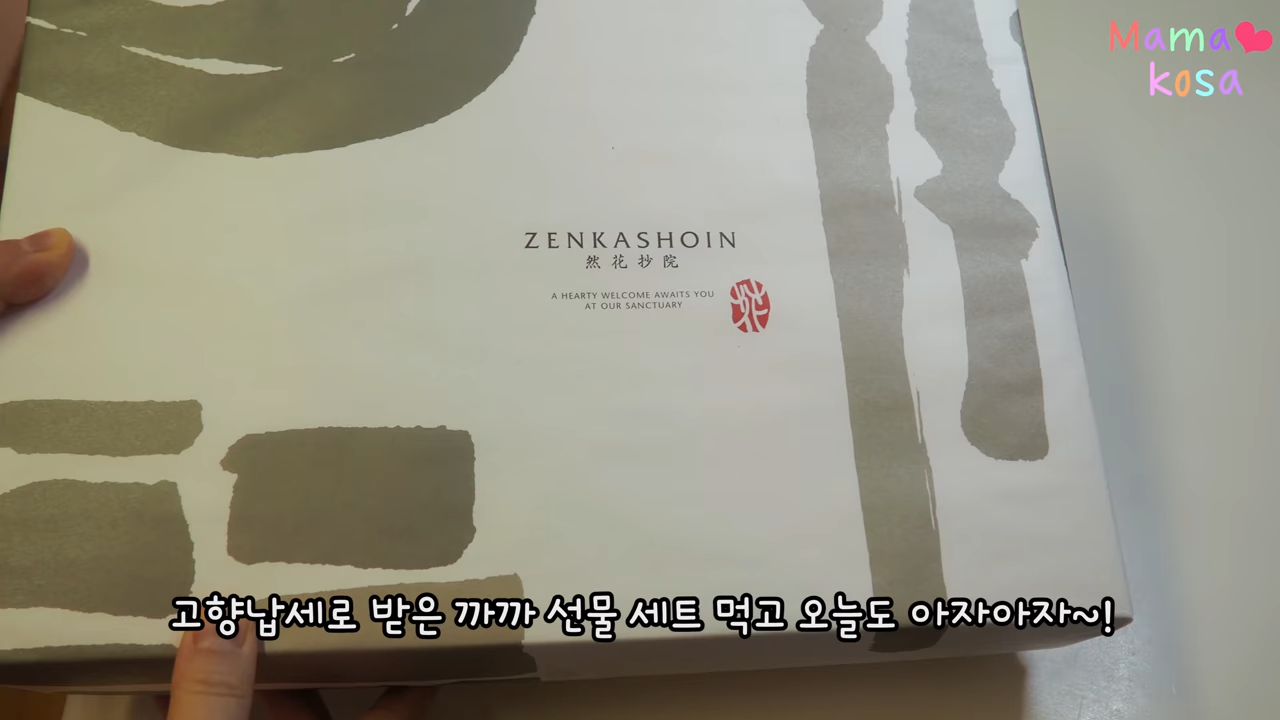 Mama
kosa
ZENKASHOIN
然花抄院
A HEARTY WELCOME AWAITS YOU
AT OUR SANCTUARY
고향납세로 받은 까까 선물 세트 먹고 오늘도 아자아자~!